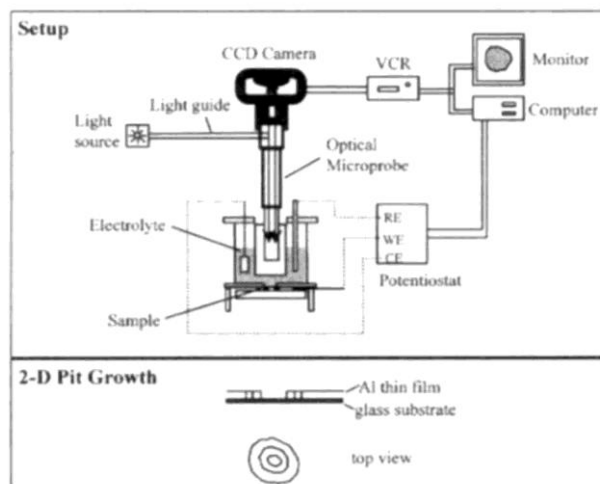 Setup
CCD Camera
VCR
Monitor
Computer
Light guide
Light source
Optical Microprobe
Electrolyte
RE
WE
CE
Potentiostat
Sample
2-D Pit Growth
Al thin film
glass substrate
top view